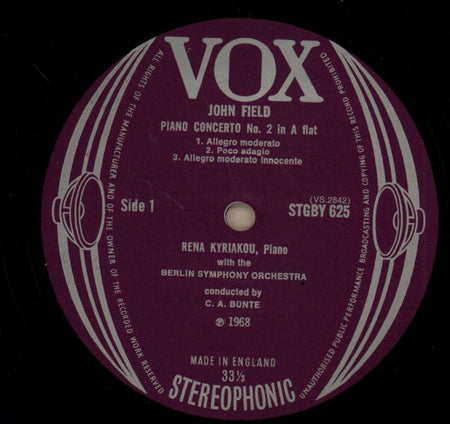 VOX
JOHN FIELD
PIANO CONCERTO No. 2 in A flat
1. Allegro moderato
2. Poco adagio
3. Allegro moderato innocente
Side 1
(VS.2842)
STGBY 625
RENA KYRIAKOU, Piano
with the
BERLIN SYMPHONY ORCHESTRA
conducted by
C. A. BÜNTE
℗ 1968
MADE IN ENGLAND
33⅓
STEREOPHONIC
ALL RIGHTS OF THE MANUFACTURER AND OF THE OWNER OF THE RECORDED WORK RESERVED
UNAUTHORISED PUBLIC PERFORMANCE BROADCASTING AND COPYING OF THIS RECORD PROHIBITED